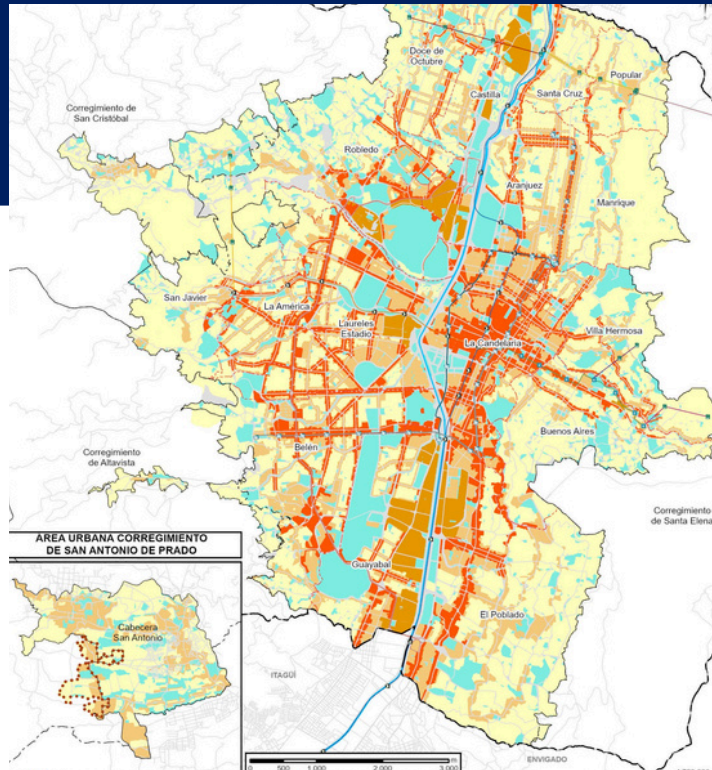 Doce de
Octubre
Popular
Castilla
Santa Cruz
Corregimiento de
San Cristóbal
Robledo
Aranjuez
Manrique
San Javier
La América
Laureles
Estadio
Villa Hermosa
La Candelaria
Buenos Aires
Belén
Corregimiento
de Altavista
Corregimiento
de Santa Elena
AREA URBANA CORREGIMIENTO
DE SAN ANTONIO DE PRADO
Guayabal
El Poblado
Cabecera
San Antonio
ITAGÜÍ
ENVIGADO
0 500 1.000 2.000 3.000
m